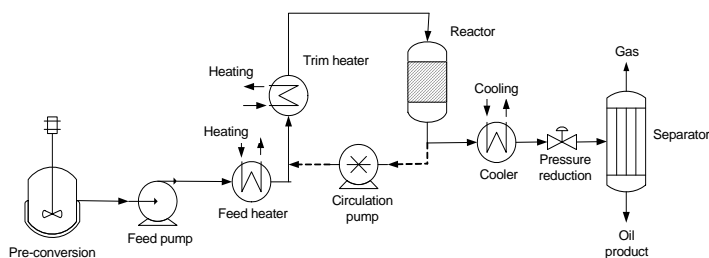 Reactor
Gas
Trim heater
Heating
Cooling
Heating
Separator
Cooler
Pressure
reduction
Feed heater
Circulation
pump
Feed pump
Pre-conversion
Oil
product